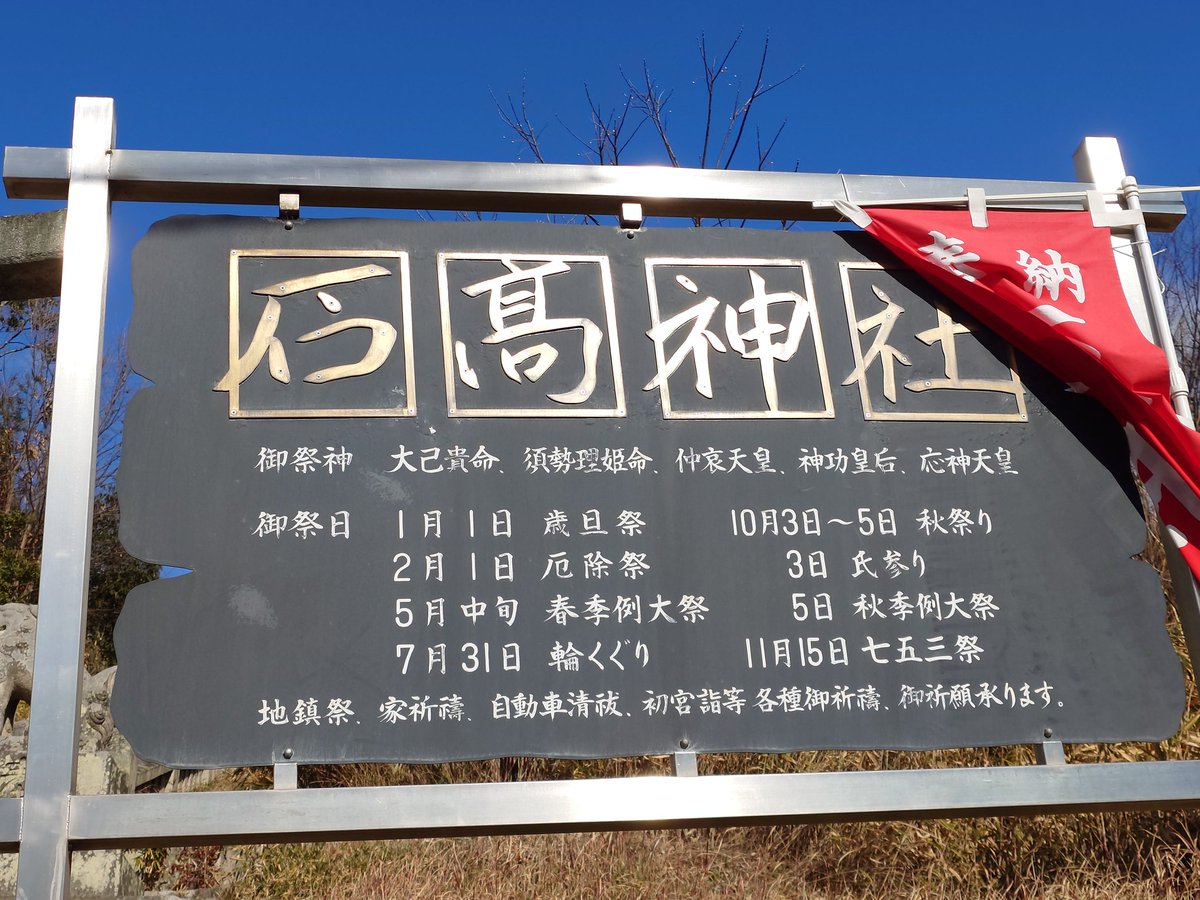 石高神社
御祭神 大己貴命、須勢理姫命、仲哀天皇、神功皇后、応神天皇
御祭日 1月1日 歳旦祭 10月3日～5日 秋祭り
2月1日 厄除祭 3日 氏参り
5月中旬 春季例大祭 5日 秋季例大祭
7月31日 輪くぐり 11月15日 七五三祭
地鎮祭、家祈禱、自動車清祓、初宮詣等各種御祈禱、御祈願承ります。
奉納